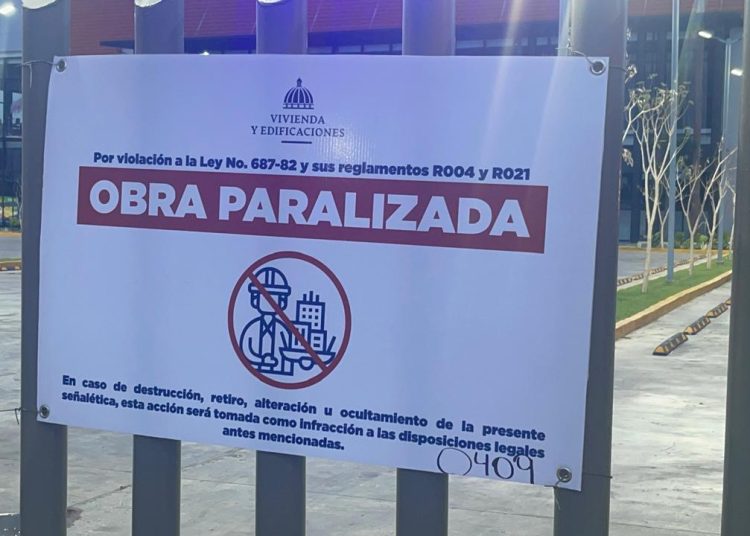 VIVIENDA
Y EDIFICACIONES
Por violación a la Ley No. 687-82 y sus reglamentos R004 y R021
OBRA PARALIZADA
En caso de destrucción, retiro, alteración u ocultamiento de la presente
señalética, esta acción será tomada como infracción a las disposiciones legales
antes mencionadas.
0409